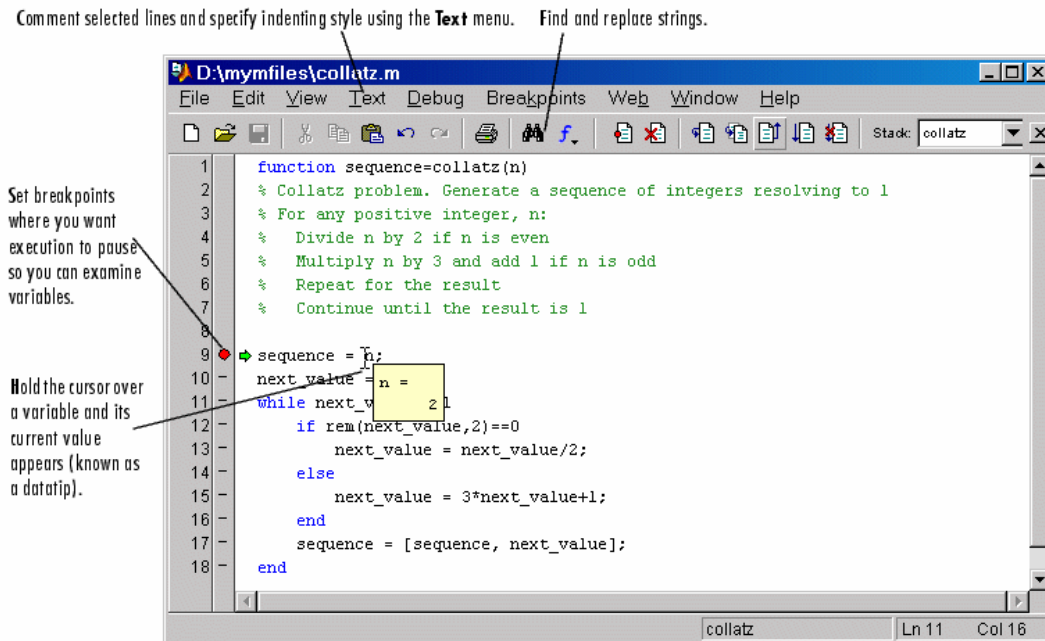 Comment selected lines and specify indenting style using the Text menu.
Find and replace strings.
D:\mymfiles\collatz.m
File Edit View Text Debug Breakpoints Web Window Help
Stack: collatz
1 function sequence=collatz(n)
2 % Collatz problem. Generate a sequence of integers resolving to 1
3 % For any positive integer, n:
4 %   Divide n by 2 if n is even
5 %   Multiply n by 3 and add 1 if n is odd
6 %   Repeat for the result
7 %   Continue until the result is 1
8
9 sequence = n;
10 - next_value =
n =
2
11 - while next_v 1
12 - if rem(next_value,2)==0
13 - next_value = next_value/2;
14 - else
15 - next_value = 3*next_value+1;
16 - end
17 - sequence = [sequence, next_value];
18 - end
Set breakpoints
where you want
execution to pause
so you can examine
variables.
Hold the cursor over
a variable and its
current value
appears (known as
a datatip).
collatz
Ln 11 Col 16